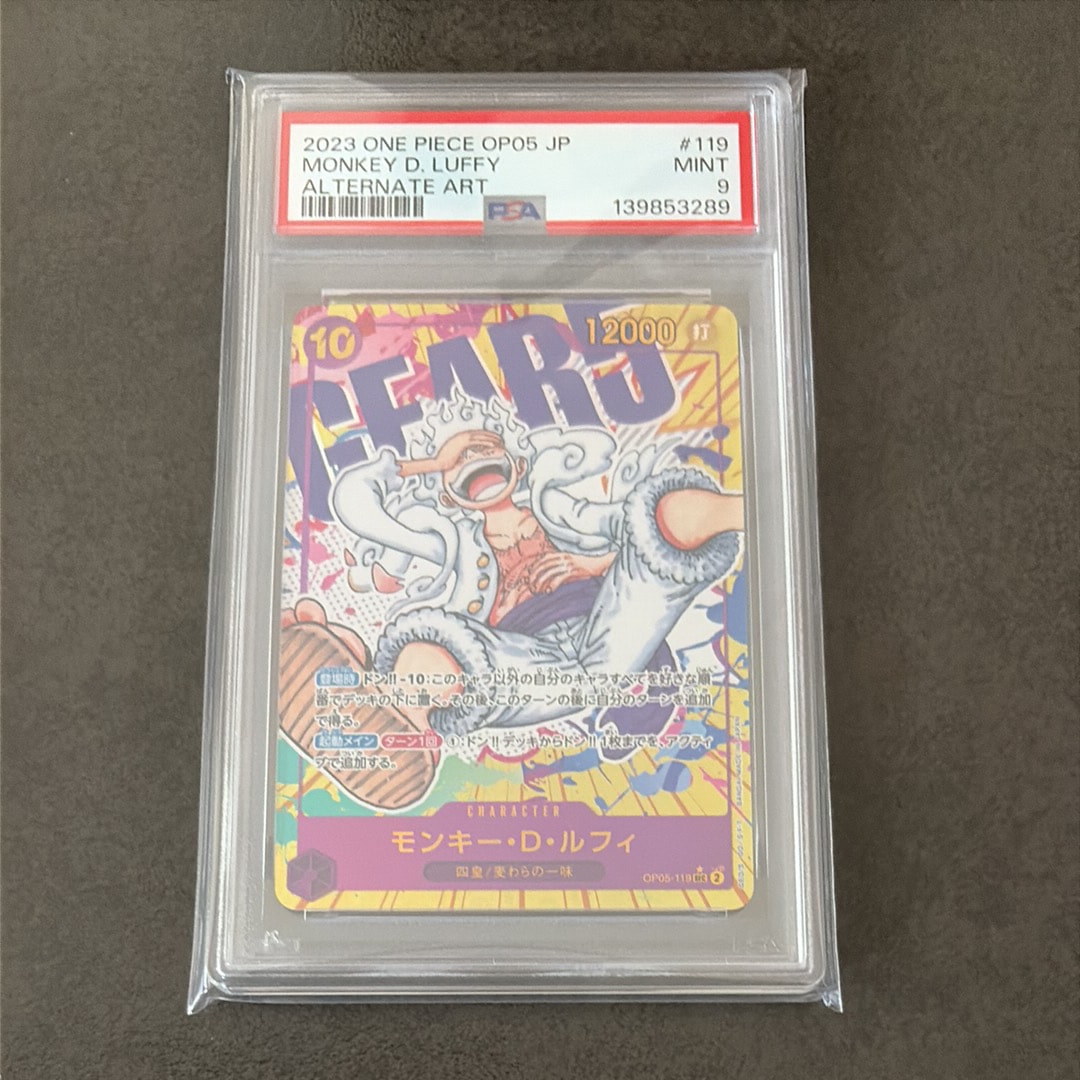 2023 ONE PIECE OP05 JP #119
MONKEY D. LUFFY MINT
ALTERNATE ART 9
PSA 139853289
10 12000 打
GEAR5
登場時 ドン!!-10:このキャラ以外の自分のキャラすべてを好きな順
番でデッキの下に置く。その後、このターンの後に自分のターンを追加
で得る。
起動メイン ターン1回 ①:ドン!!デッキからドン!!1枚までを、アクティ
ブで追加する。
CHARACTER
モンキー・D・ルフィ
四皇/麦わらの一味
OP05-119 SEC 2